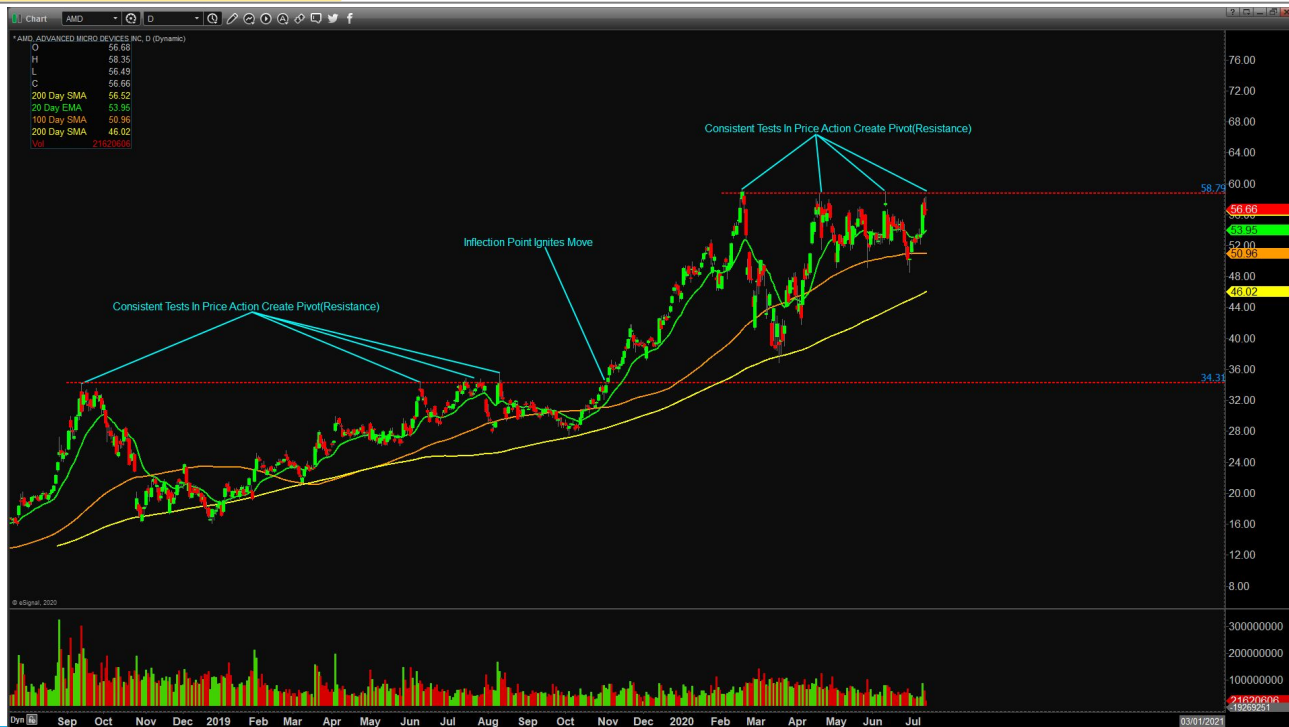 Chart AMD D
* AMD, ADVANCED MICRO DEVICES INC, D (Dynamic)
O 56.68
H 58.35
L 56.49
C 56.66
200 Day SMA 56.52
20 Day EMA 53.95
100 Day SMA 50.96
200 Day SMA 46.02
Vol 21620606
Consistent Tests In Price Action Create Pivot(Resistance)
Inflection Point Ignites Move
Consistent Tests In Price Action Create Pivot(Resistance)
76.00
72.00
68.00
64.00
60.00
58.79
56.66
53.95
52.00
50.96
48.00
46.02
44.00
40.00
36.00
34.31
32.00
28.00
24.00
20.00
16.00
12.00
8.00
© eSignal, 2020
300000000
200000000
100000000
21620606
-19269251
Dyn Sep Oct Nov Dec 2019 Feb Mar Apr May Jun Jul Aug Sep Oct Nov Dec 2020 Feb Mar Apr May Jun Jul 03/01/2021